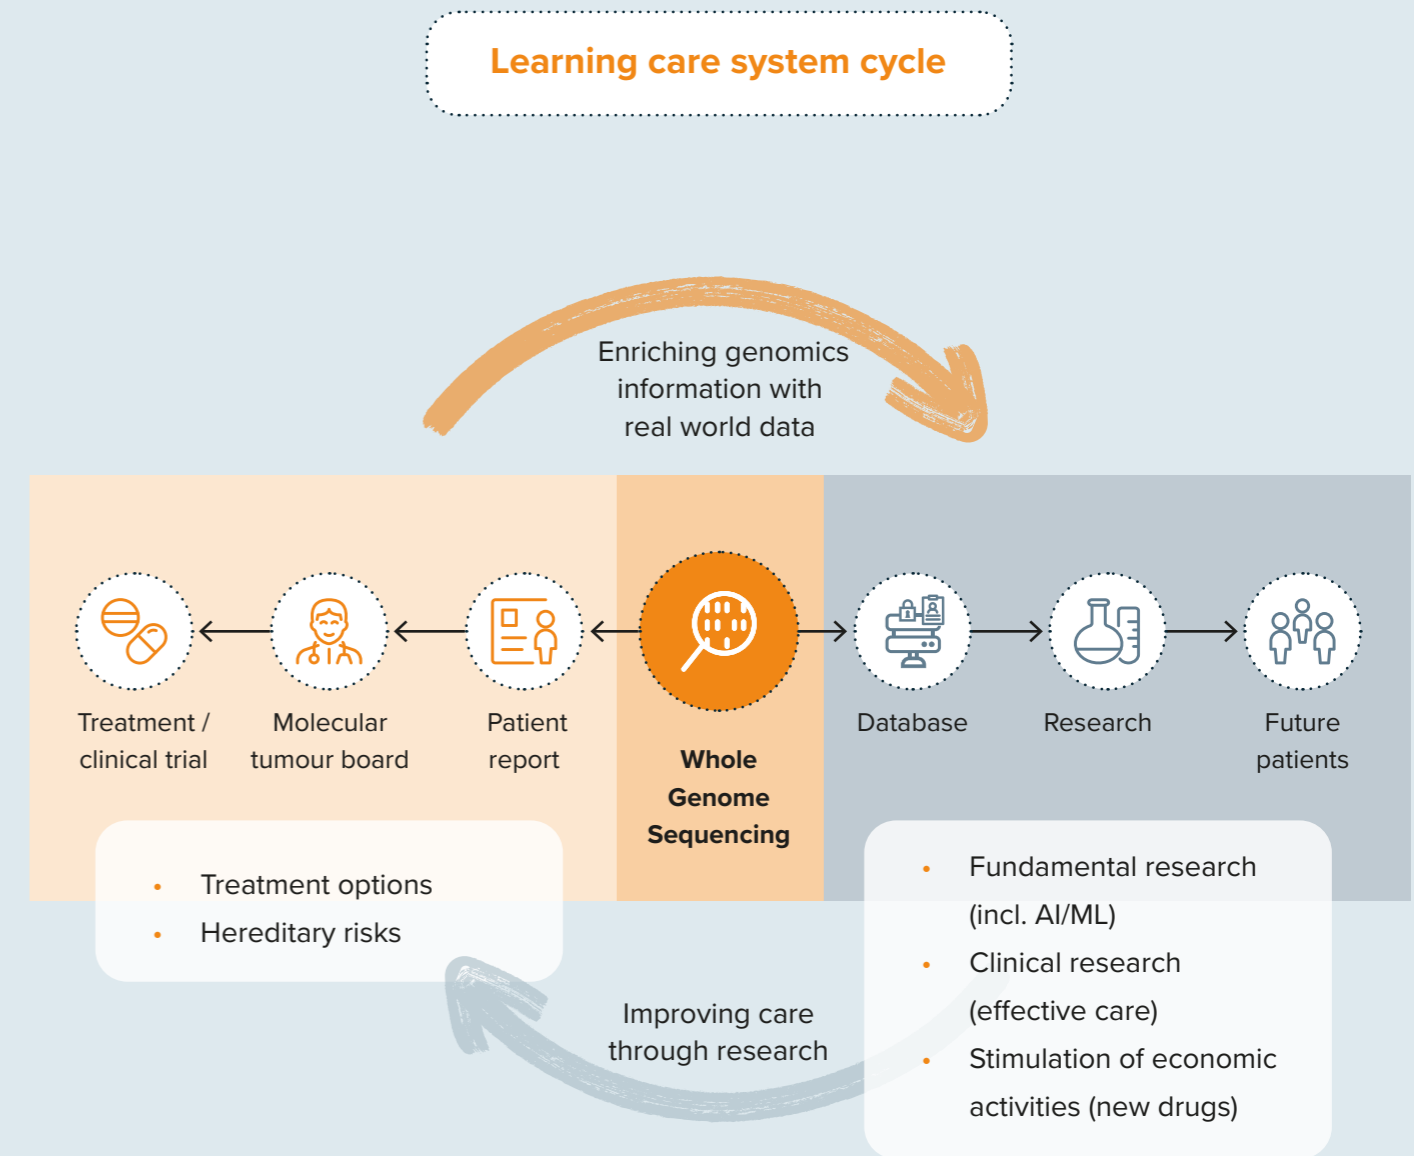 Learning care system cycle
Enriching genomics
information with
real world data
Treatment /
clinical trial
Molecular
tumour board
Patient
report
Whole
Genome
Sequencing
Database
Research
Future
patients
• Treatment options
• Hereditary risks
• Fundamental research
(incl. AI/ML)
• Clinical research
(effective care)
• Stimulation of economic
activities (new drugs)
Improving care
through research